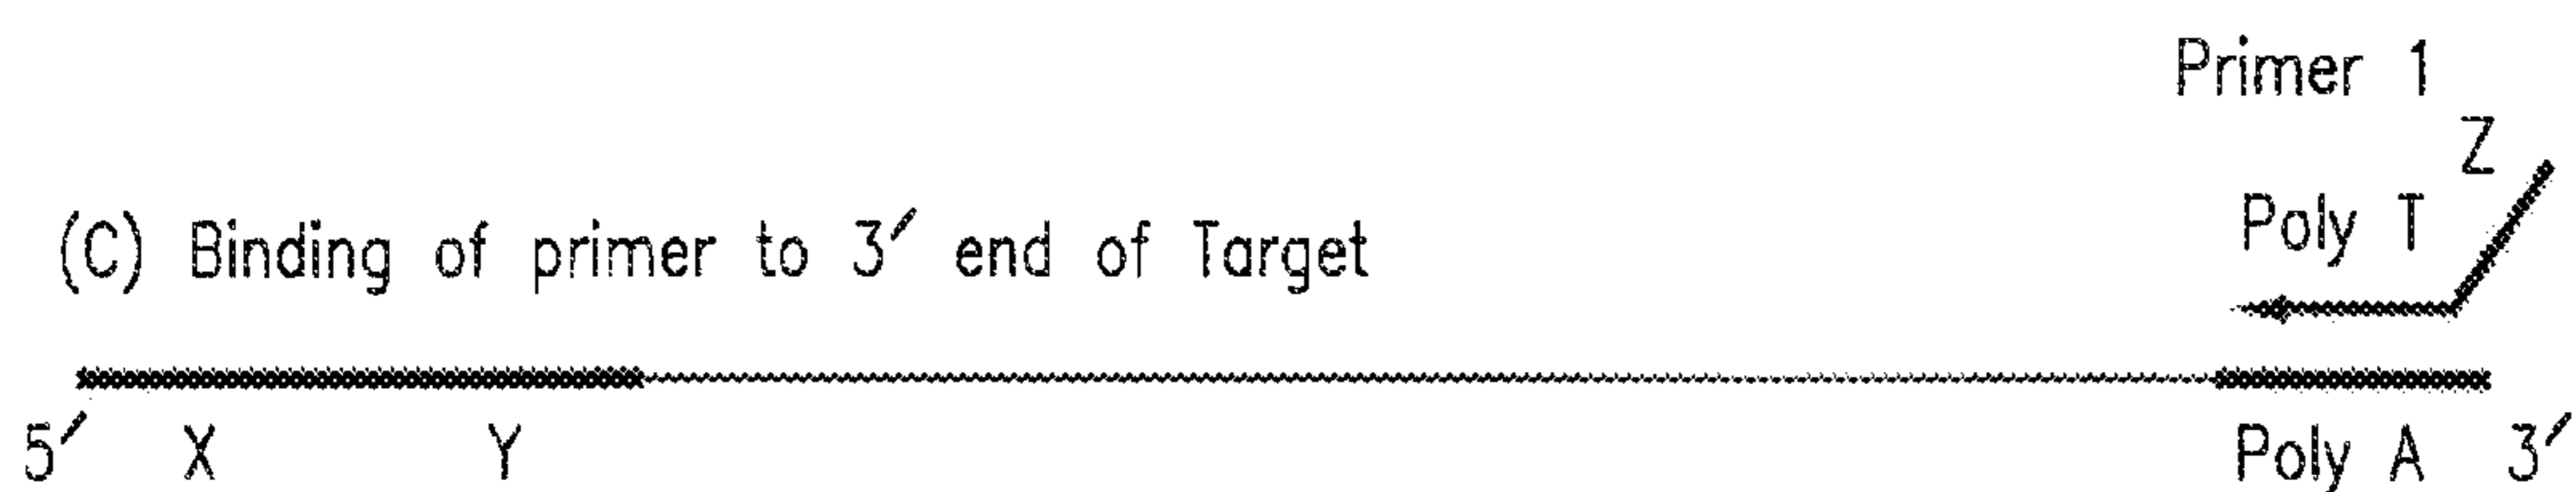 Primer 1
Z
Poly T
(C) Binding of primer to 3′ end of Target
5′ X Y Poly A 3′